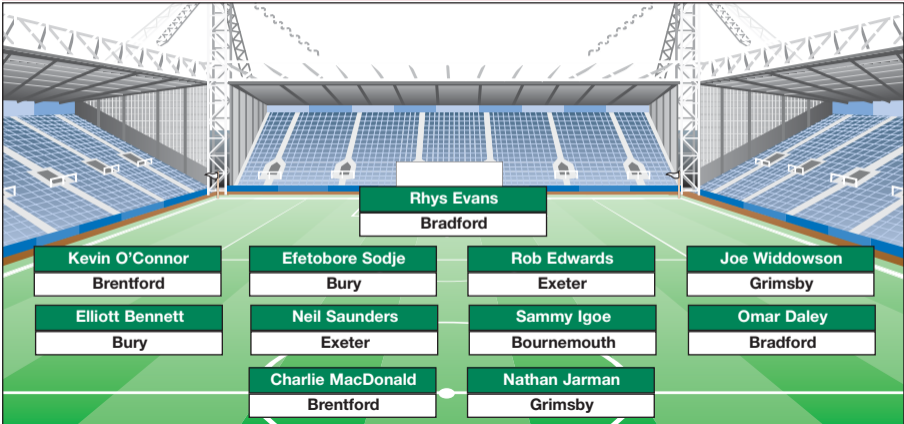 Rhys Evans
Bradford
Kevin O’Connor
Brentford
Efetobore Sodje
Bury
Rob Edwards
Exeter
Joe Widdowson
Grimsby
Elliott Bennett
Bury
Neil Saunders
Exeter
Sammy Igoe
Bournemouth
Omar Daley
Bradford
Charlie MacDonald
Brentford
Nathan Jarman
Grimsby